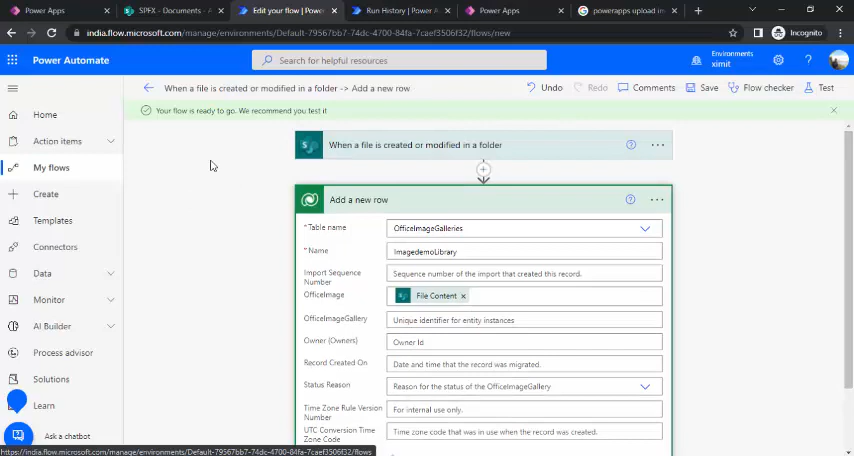 Power Apps
SPFX - Documents - A
Edit your flow | Power
Run History | Power A
Power Apps
.powerapps upload im
india.flow.microsoft.com/manage/environments/Default-79567bb7-74dc-4700-84fa-7caef3506f37/flows/new
Incognito
Power Automate
Search for helpful resources
Environments
ximit
When a file is created or modified in a folder -> Add a new row
Undo
Redo
Comments
Save
Flow checker
Test
Your flow is ready to go. We recommend you test it
Home
Action items
My flows
Create
Templates
Connectors
Data
Monitor
AI Builder
Process advisor
Solutions
Learn
Ask a chatbot
When a file is created or modified in a folder
Add a new row
* Table name
OfficeImageGalleries
* Name
ImagedemoLibrary
Import Sequence Number
Sequence number of the import that created this record.
OfficeImage
File Content
OfficeImageGallery
Unique identifier for entity instances
Owner (Owners)
Owner Id
Record Created On
Date and time that the record was migrated.
Status Reason
Reason for the status of the OfficeImageGallery
Time Zone Rule Version Number
For internal use only.
UTC Conversion Time Zone Code
Time zone code that was in use when the record was created.
https://india.flow.microsoft.com/manage/environments/Default-79567bb7-74dc-4700-84fa-7caef3506f37/flows